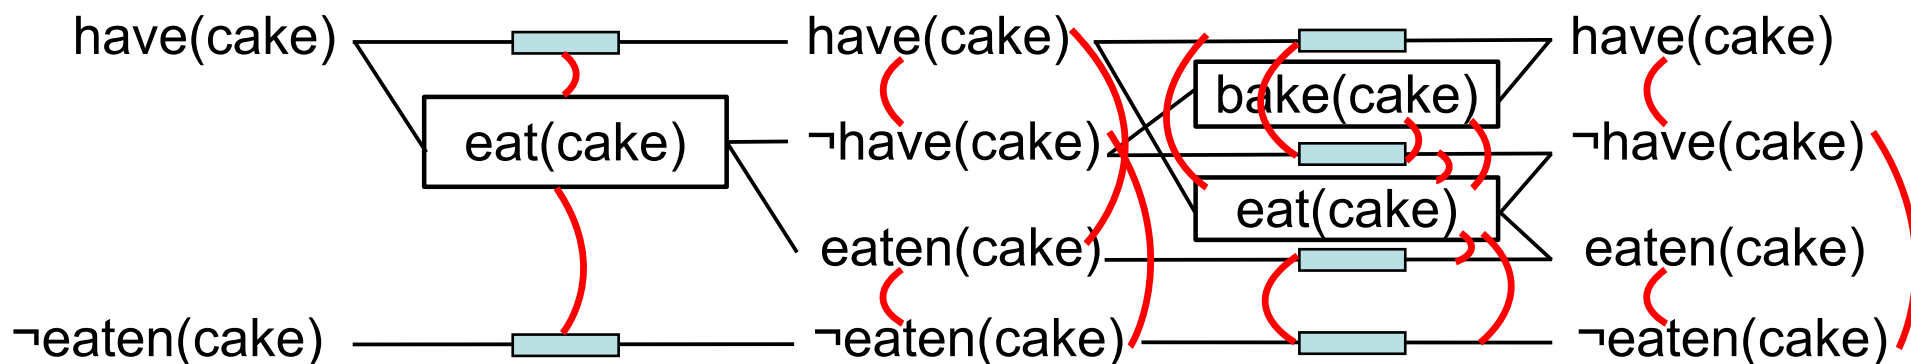 have(cake)
eat(cake)
¬eaten(cake)
have(cake)
¬have(cake)
eaten(cake)
¬eaten(cake)
bake(cake)
eat(cake)
have(cake)
¬have(cake)
eaten(cake)
¬eaten(cake)